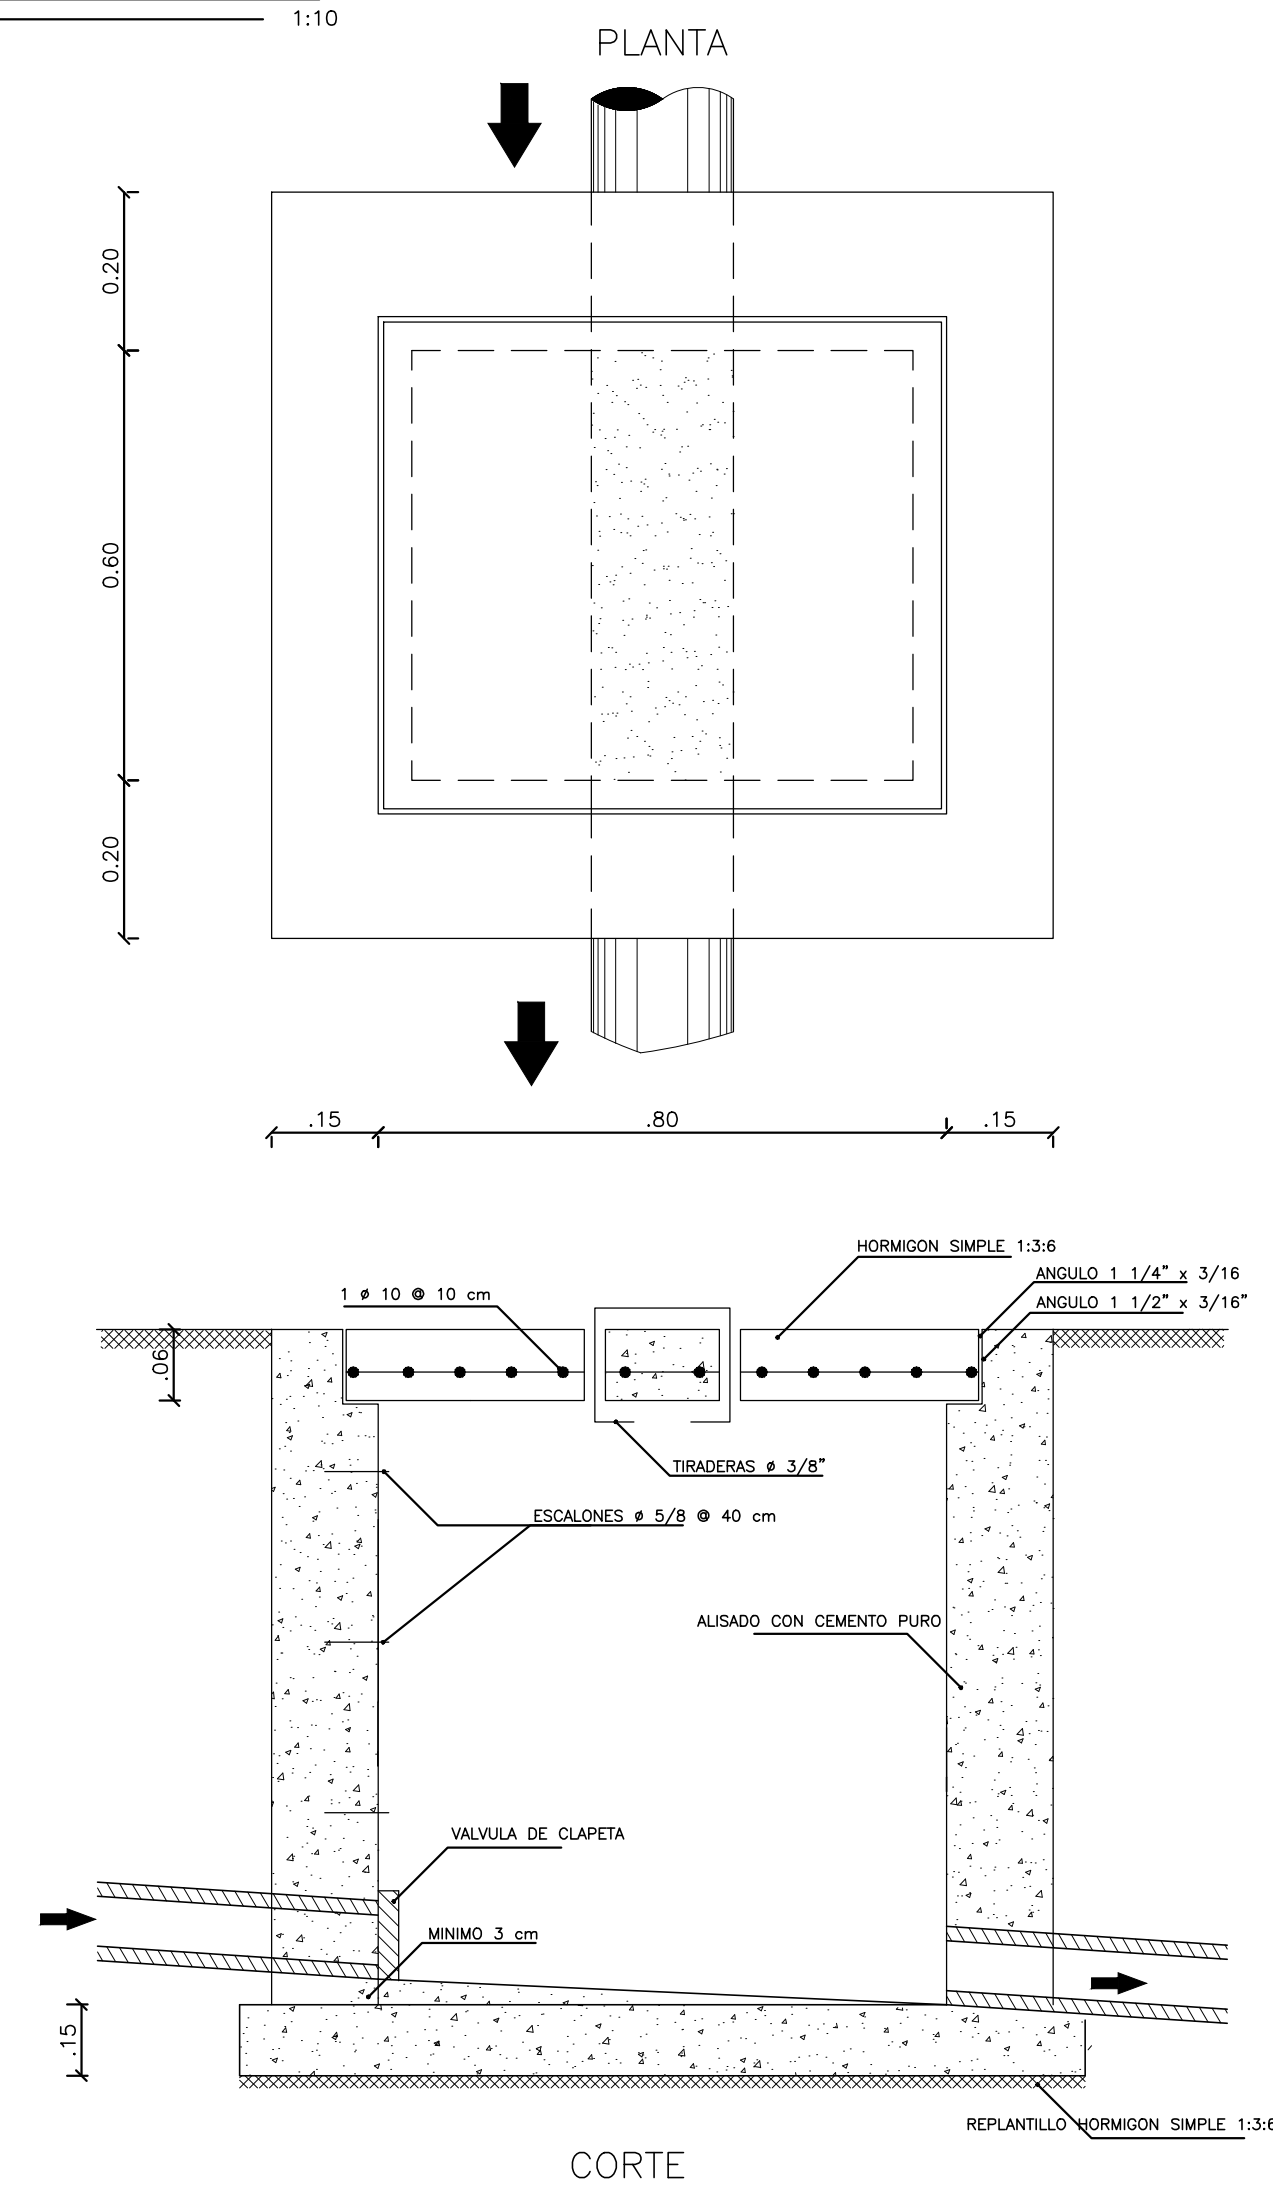 1:10
PLANTA
0.20
0.60
0.20
.15
.80
.15
HORMIGON SIMPLE 1:3:6
ANGULO 1 1/4" x 3/16
1 ø 10 @ 10 cm
ANGULO 1 1/2" x 3/16"
.06
TIRADERAS ø 3/8"
ESCALONES ø 5/8 @ 40 cm
ALISADO CON CEMENTO PURO
VALVULA DE CLAPETA
MINIMO 3 cm
.15
REPLANTILLO HORMIGON SIMPLE 1:3:6
CORTE